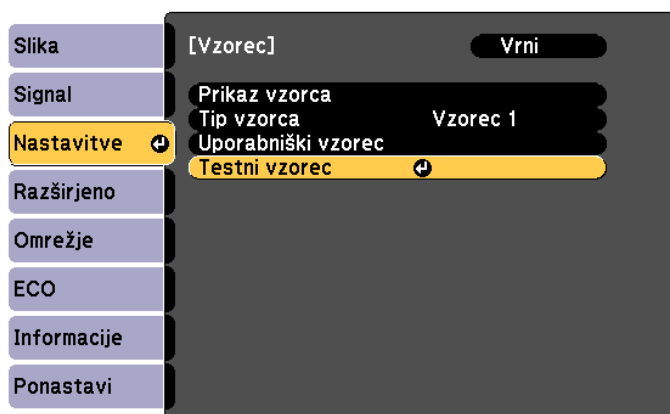 Slika
Signal
Nastavitve
Razširjeno
Omrežje
ECO
Informacije
Ponastavi
[Vzorec] Vrni
Prikaz vzorca
Tip vzorca Vzorec 1
Uporabniški vzorec
Testni vzorec